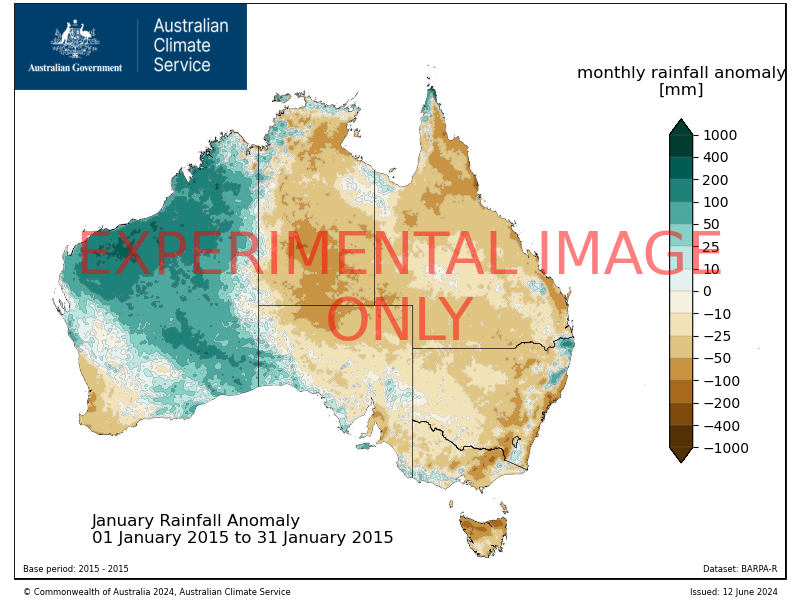 Australian Government
Australian
Climate
Service
monthly rainfall anomaly
[mm]
1000
400
200
100
50
25
10
0
−10
−25
−50
−100
−200
−400
−1000
EXPERIMENTAL IMAGE
ONLY
January Rainfall Anomaly
01 January 2015 to 31 January 2015
Base period: 2015 - 2015
Dataset: BARPA-R
© Commonwealth of Australia 2024, Australian Climate Service
Issued: 12 June 2024